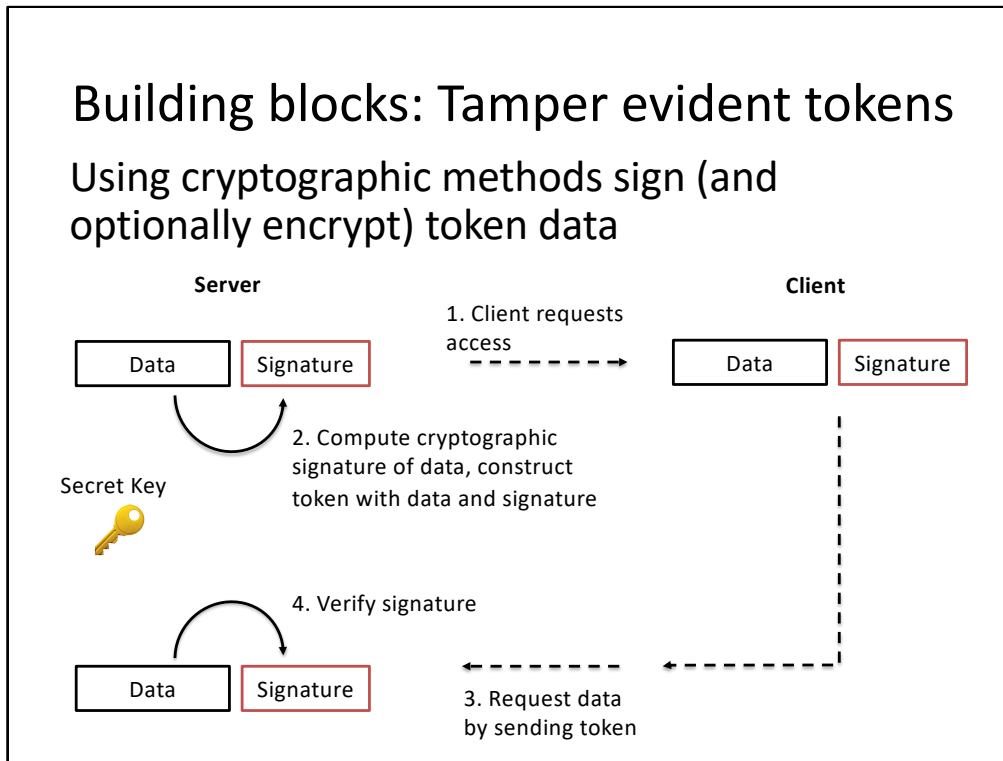 Building blocks: Tamper evident tokens
Using cryptographic methods sign (and
optionally encrypt) token data
Server
Client
1. Client requests
access
Data
Signature
Data
Signature
2. Compute cryptographic
signature of data, construct
token with data and signature
Secret Key
4. Verify signature
Data
Signature
3. Request data
by sending token